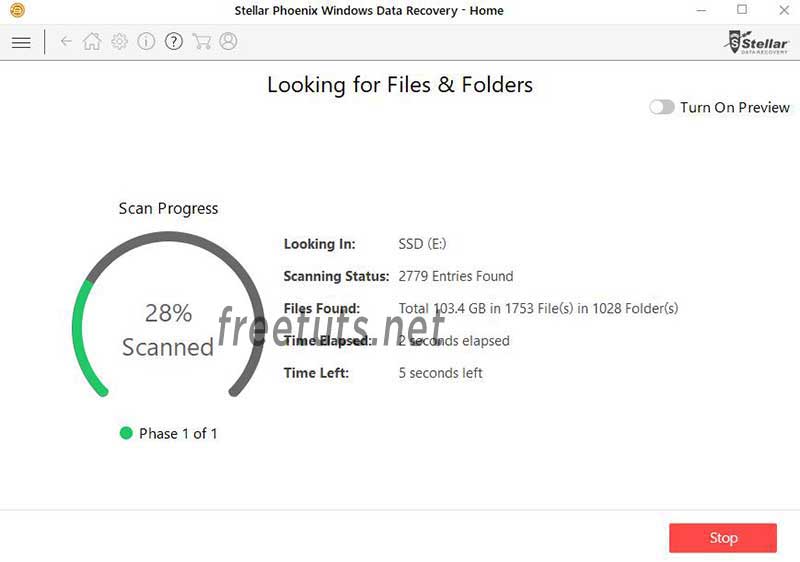 Stellar Phoenix Windows Data Recovery - Home
Stellar
DATA RECOVERY
Looking for Files & Folders
Turn On Preview
Scan Progress
28%
Scanned
Looking In: SSD (E:)
Scanning Status: 2779 Entries Found
Files Found: Total 103.4 GB in 1753 File(s) in 1028 Folder(s)
Time Elapsed: 2 seconds elapsed
Time Left: 5 seconds left
freetuts.net
Phase 1 of 1
Stop